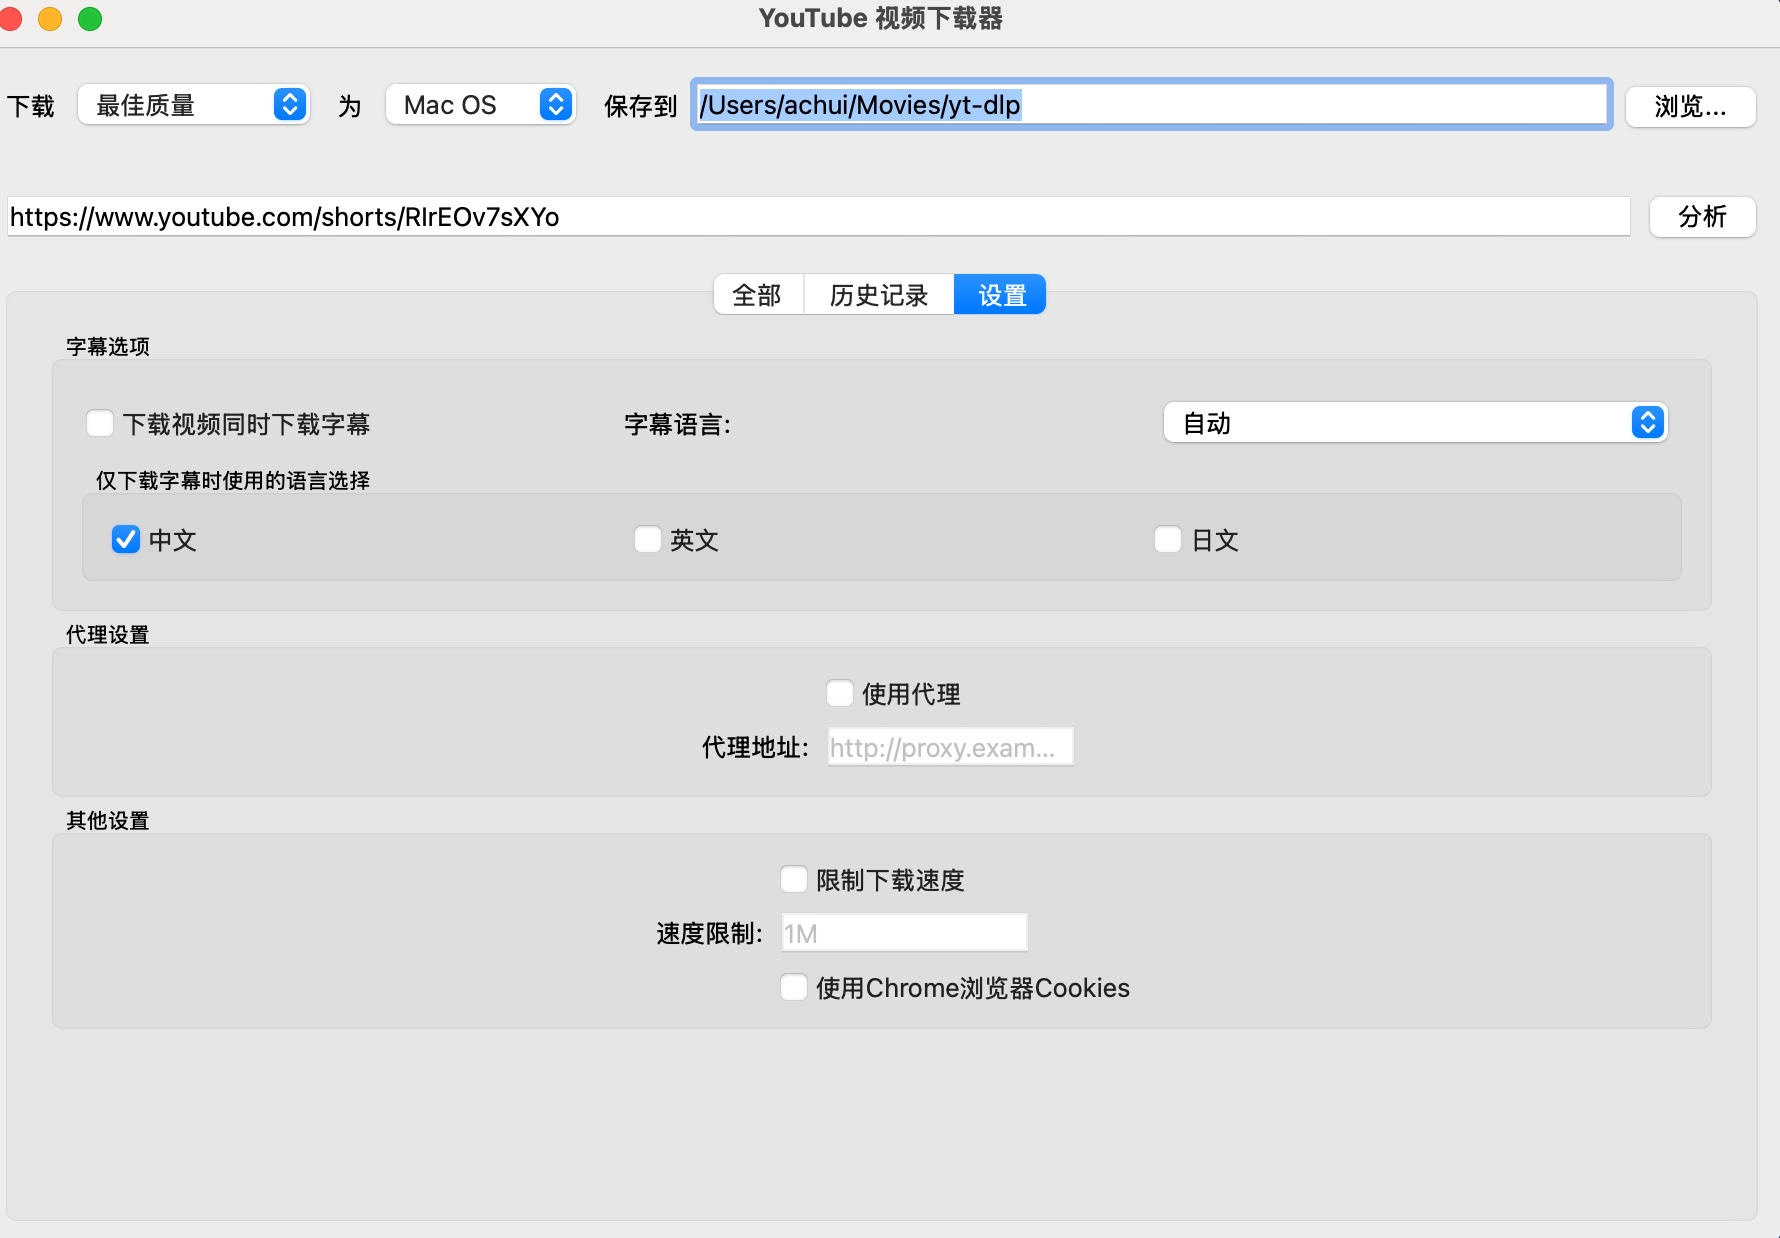 YouTube 视频下载器
下载 最佳质量 为 Mac OS 保存到 /Users/achui/Movies/yt-dlp 浏览...
https://www.youtube.com/shorts/RIrEOv7sXYo 分析
全部 历史记录 设置
字幕选项
下载视频同时下载字幕 字幕语言: 自动
仅下载字幕时使用的语言选择
中文 英文 日文
代理设置
使用代理
代理地址: http://proxy.exam...
其他设置
限制下载速度
速度限制: 1M
使用Chrome浏览器Cookies